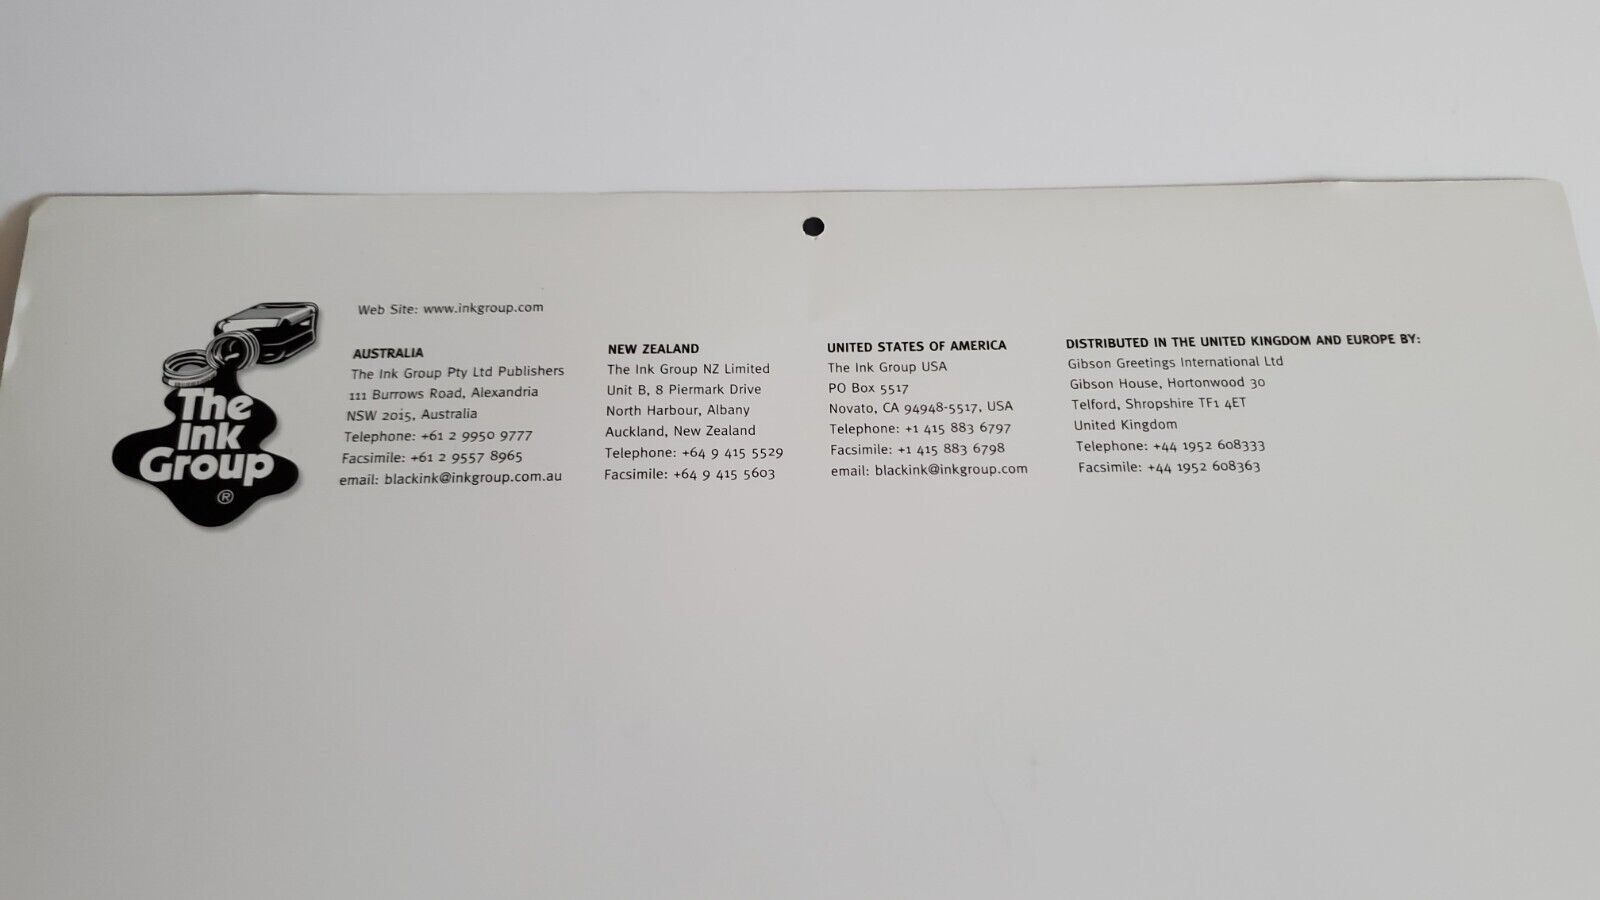 The
Ink
Group
®
Web Site: www.inkgroup.com
AUSTRALIA
The Ink Group Pty Ltd Publishers
111 Burrows Road, Alexandria
NSW 2015, Australia
Telephone: +61 2 9950 9777
Facsimile: +61 2 9557 8965
email: blackink@inkgroup.com.au
NEW ZEALAND
The Ink Group NZ Limited
Unit B, 8 Piermark Drive
North Harbour, Albany
Auckland, New Zealand
Telephone: +64 9 415 5529
Facsimile: +64 9 415 5603
UNITED STATES OF AMERICA
The Ink Group USA
PO Box 5517
Novato, CA 94948-5517, USA
Telephone: +1 415 883 6797
Facsimile: +1 415 883 6798
email: blackink@inkgroup.com
DISTRIBUTED IN THE UNITED KINGDOM AND EUROPE BY:
Gibson Greetings International Ltd
Gibson House, Hortonwood 30
Telford, Shropshire TF1 4ET
United Kingdom
Telephone: +44 1952 608333
Facsimile: +44 1952 608363